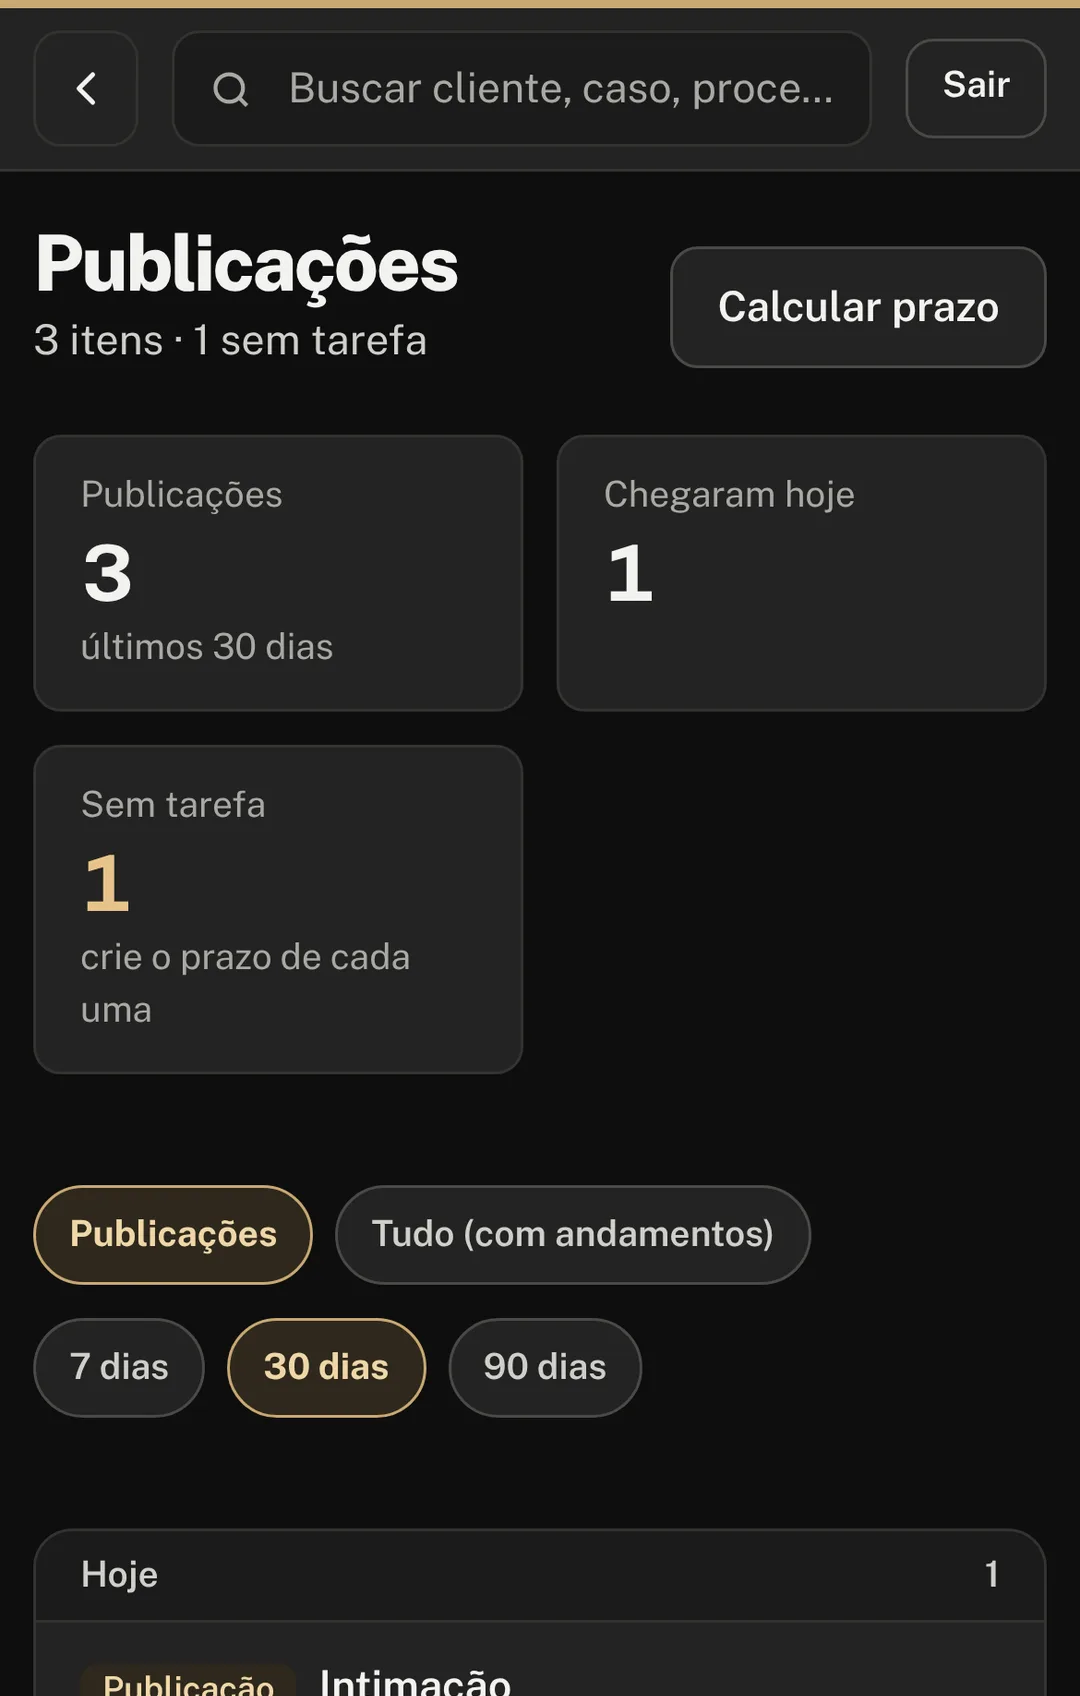 Buscar cliente, caso, proce...
Sair
Publicações
3 itens · 1 sem tarefa
Calcular prazo
Publicações
3
últimos 30 dias
Chegaram hoje
1
Sem tarefa
1
crie o prazo de cada
uma
Publicações
Tudo (com andamentos)
7 dias
30 dias
90 dias
Hoje
1
Publicação
Intimação